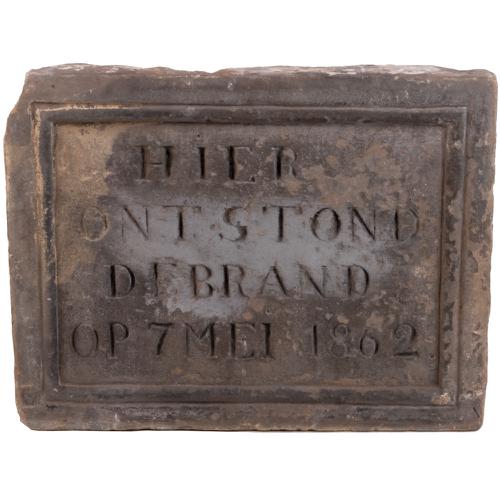 HIER
ONTSTOND
DE BRAND
OP 7 MEI 1862.